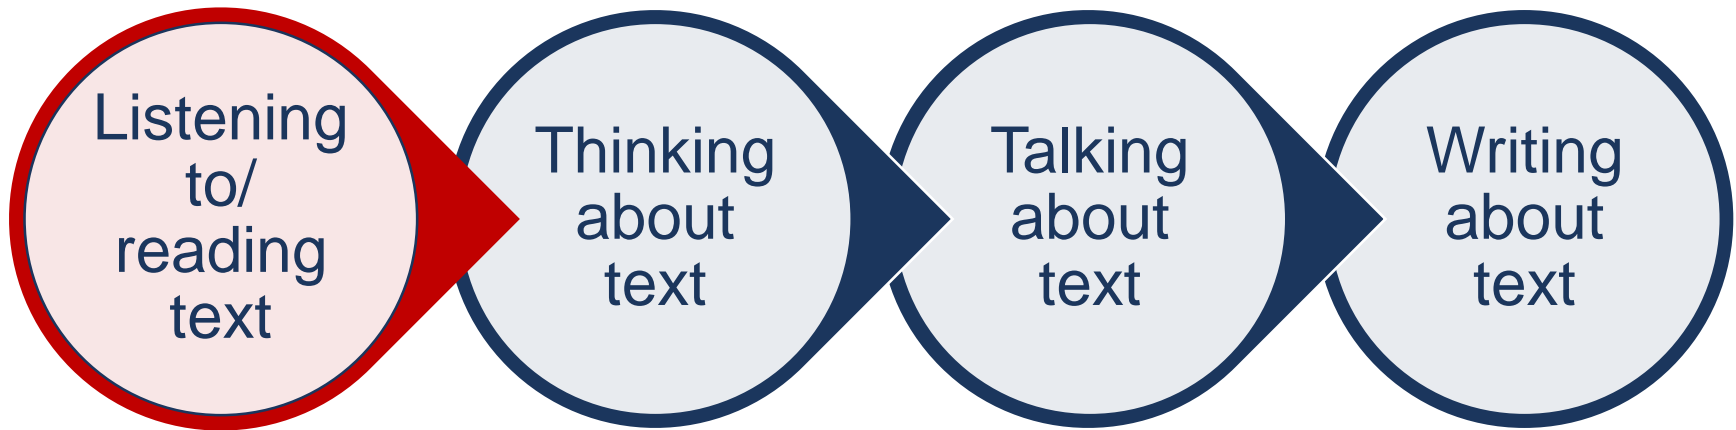 Listening
to/
reading
text
Thinking
about
text
Talking
about
text
Writing
about
text